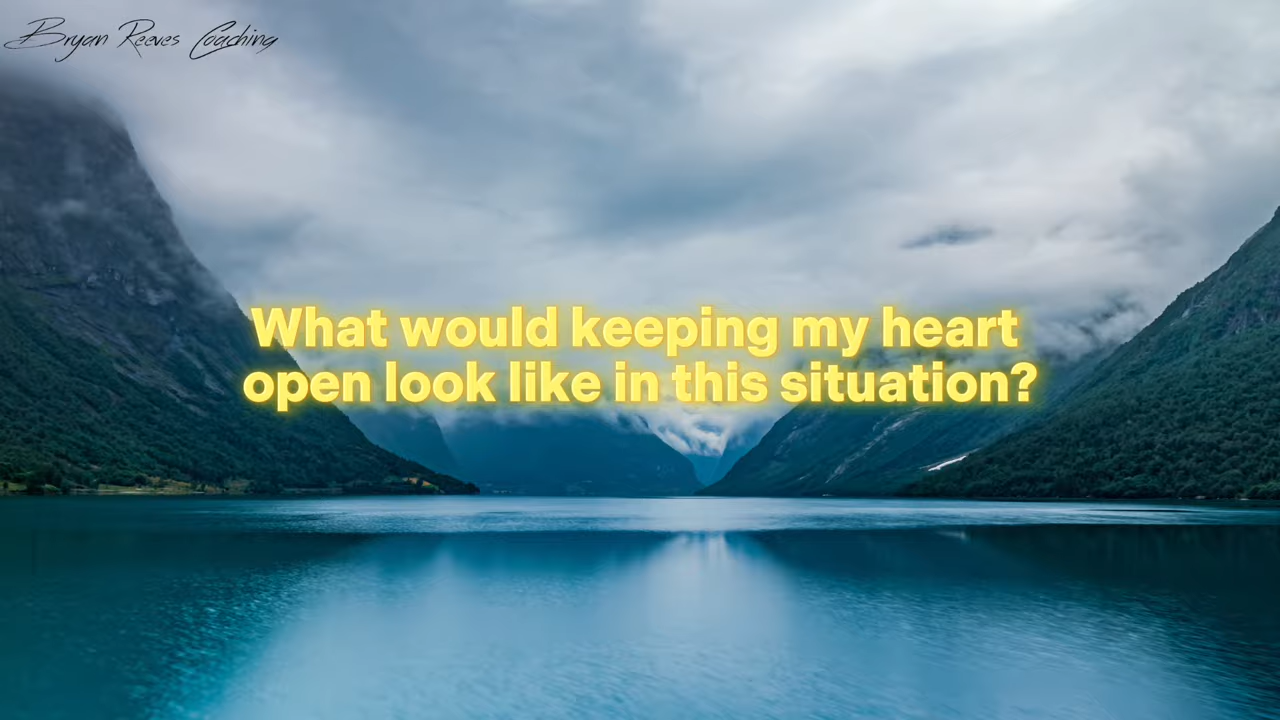 Bryan Reeves Coaching
What would keeping my heart
open look like in this situation?